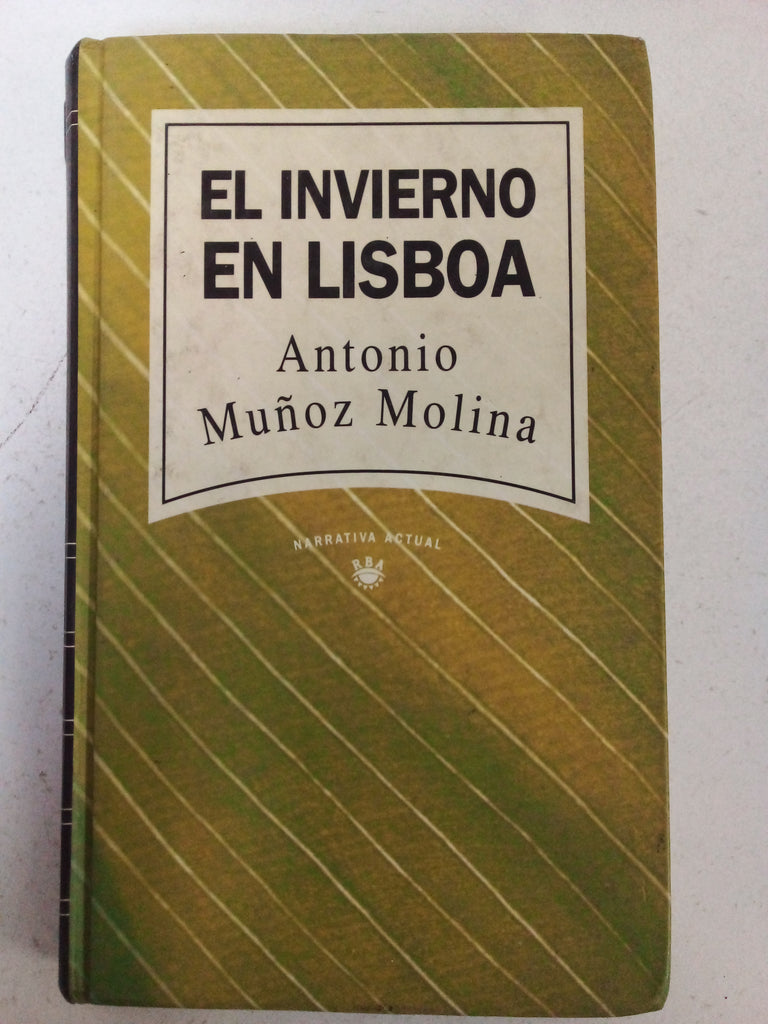 EL INVIERNO
EN LISBOA
Antonio
Muñoz Molina
NARRATIVA ACTUAL
RBA